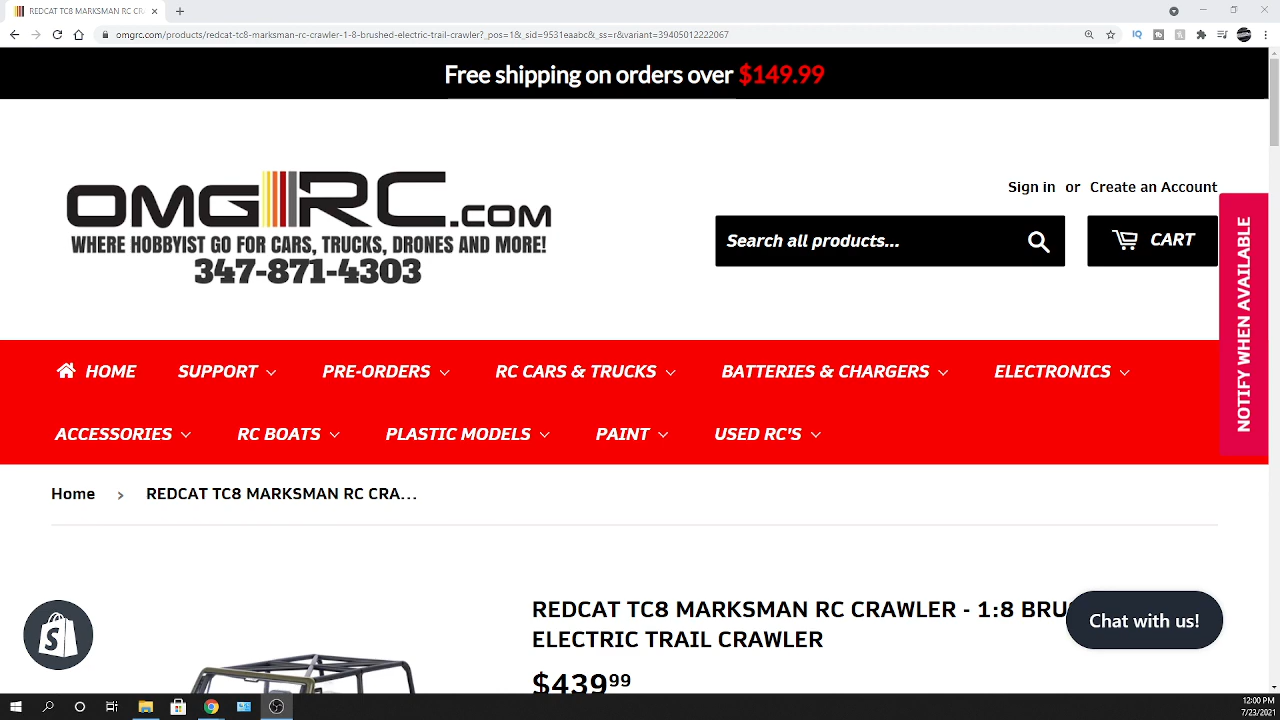 REDCAT TC8 MARKSMAN RC CR
omgrc.com/products/redcat-tc8-marksman-rc-crawler-1-8-brushed-electric-trail-crawler?_pos=1&_sid=9531eaabc&_ss=r&variant=39405012222067
IQ
Free shipping on orders over $149.99
OMGRC.COM
WHERE HOBBYIST GO FOR CARS, TRUCKS, DRONES AND MORE!
347-871-4303
Sign in or Create an Account
Search all products...
CART
NOTIFY WHEN AVAILABLE
HOME SUPPORT PRE-ORDERS RC CARS & TRUCKS BATTERIES & CHARGERS ELECTRONICS
ACCESSORIES RC BOATS PLASTIC MODELS PAINT USED RC'S
Home › REDCAT TC8 MARKSMAN RC CRA...
REDCAT TC8 MARKSMAN RC CRAWLER - 1:8 BRU
ELECTRIC TRAIL CRAWLER
$439.99
Chat with us!
12:00 PM
7/23/2021